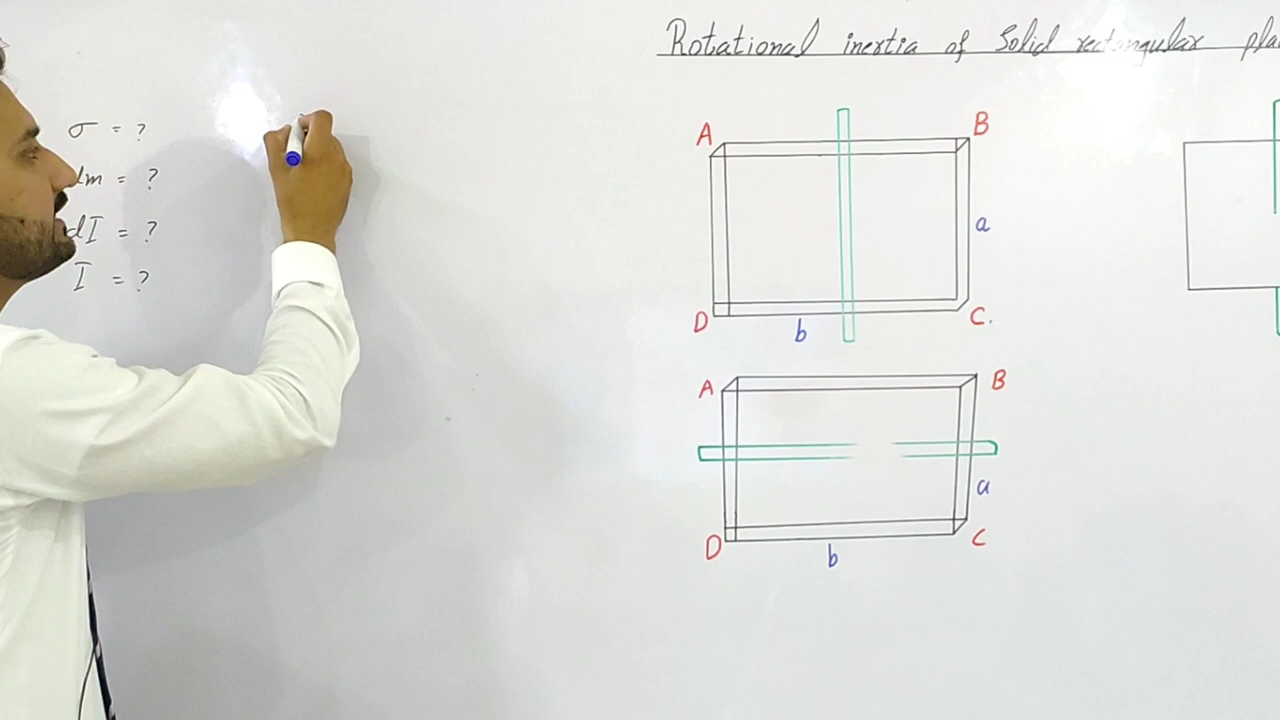 Rotational inertia of Solid rectangular
σ = ?
dm = ?
dI = ?
I = ?
A
B
a
D
b
C.
A
B
a
D
b
C